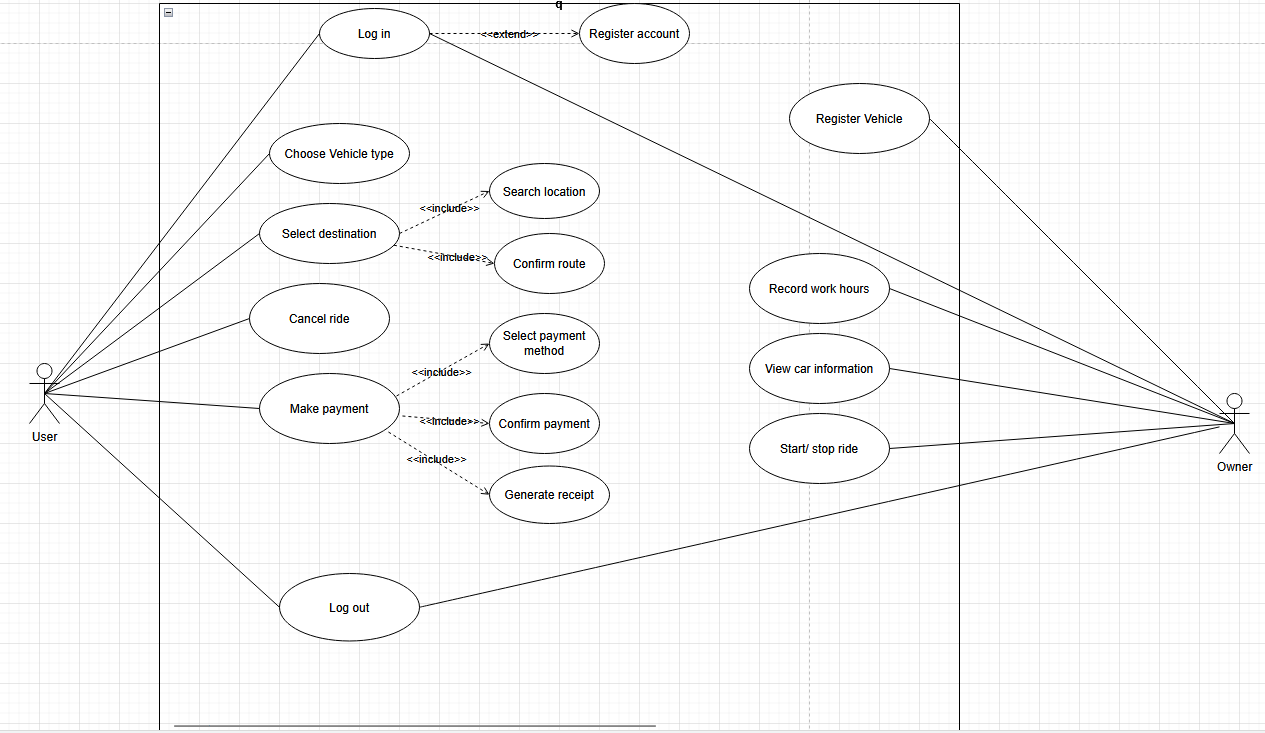 q
Log in
<<extend>>
Register account
Register Vehicle
Choose Vehicle type
Search location
<<include>>
Select destination
<<include>>
Confirm route
Record work hours
Cancel ride
Select payment
method
<<include>>
View car information
Make payment
<<include>>
Confirm payment
User
Start/ stop ride
<<include>>
Owner
Generate receipt
Log out